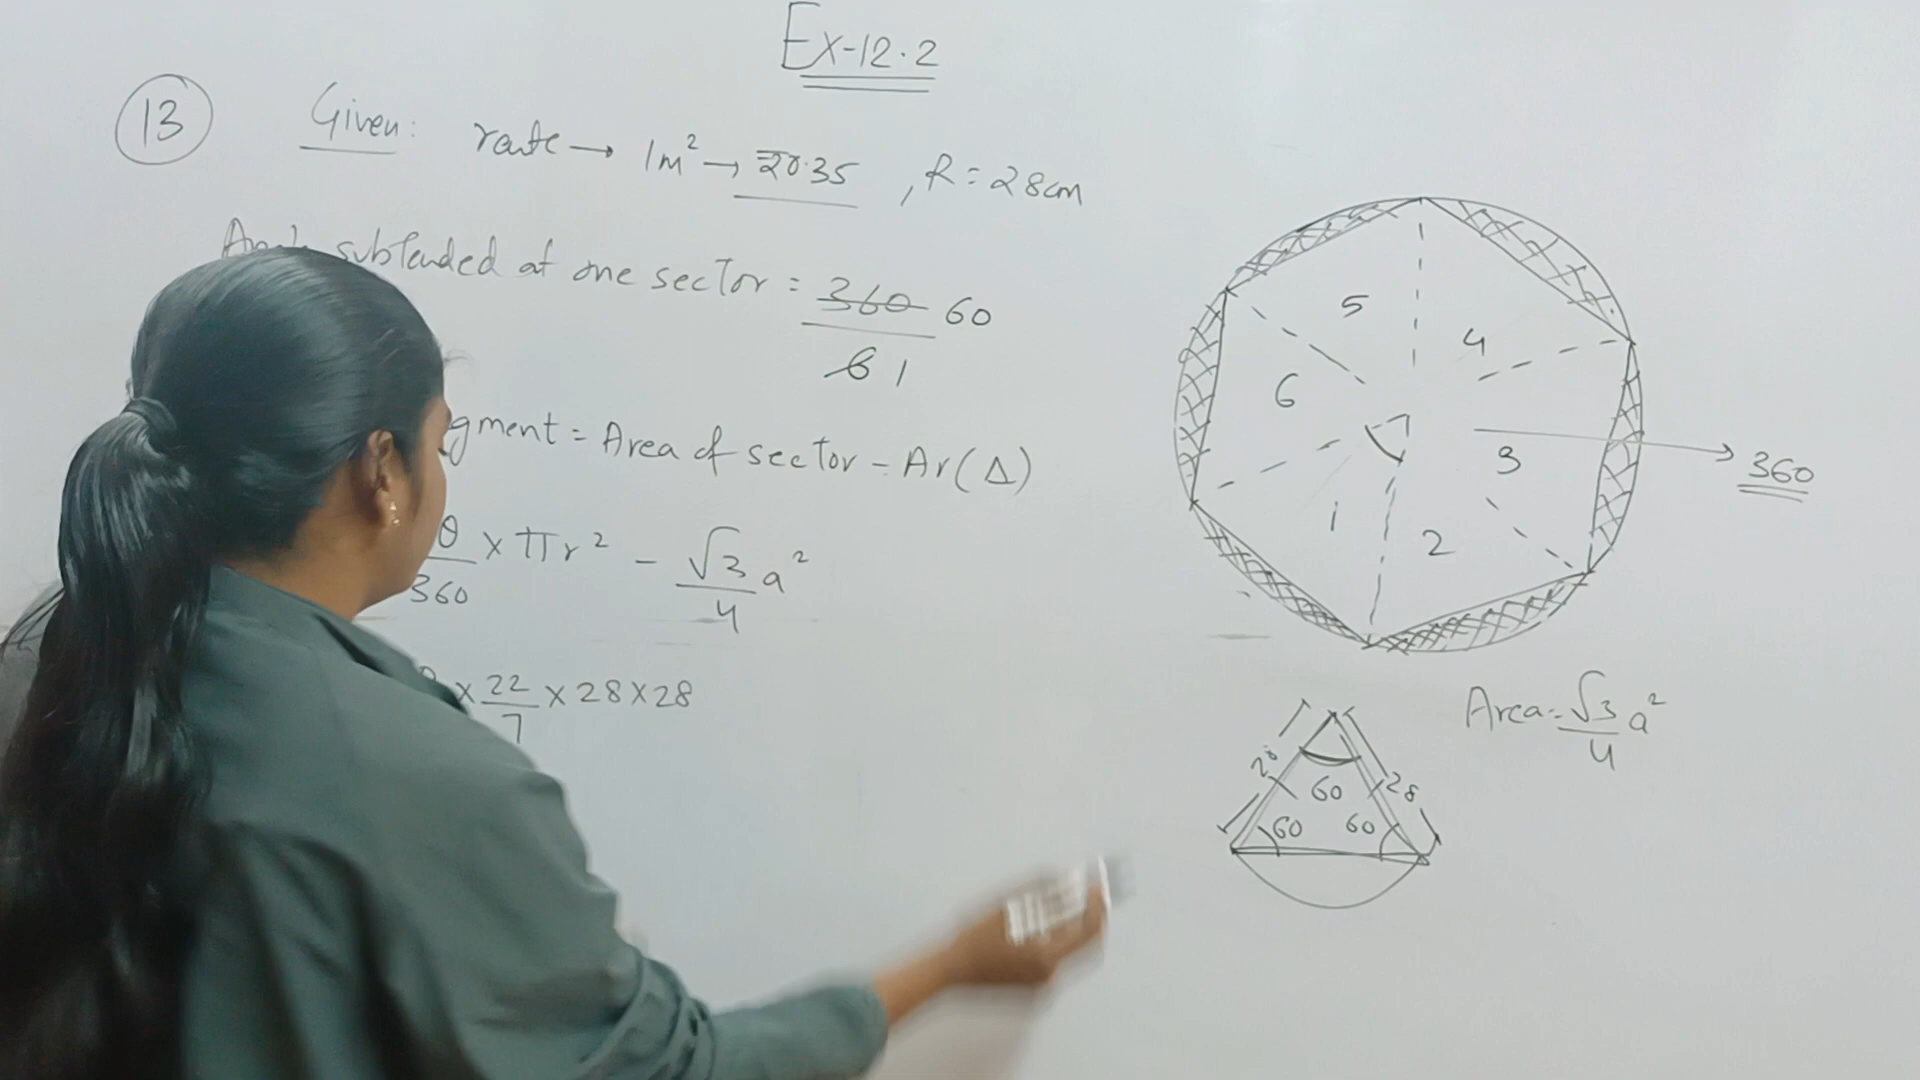 Ex-12.2
13 Given: rate → 1m² → ₹0.35 , R = 28cm
subtended at one sector = 360/6 60 1
gment = Area of sector - Ar(Δ)
θ/360 × πr² - √3/4 a²
× 22/7 × 28 × 28
5
4
6
3 → 360
1
2
Area = √3/4 a²
28 60 28
60 60